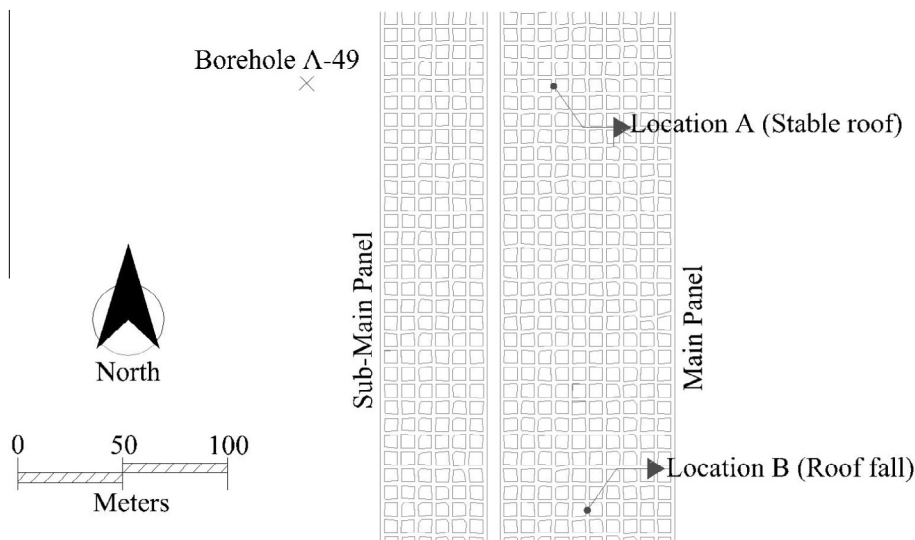 Borehole Λ-49
Location A (Stable roof)
Sub-Main Panel
Main Panel
North
0 50 100
Meters
Location B (Roof fall)